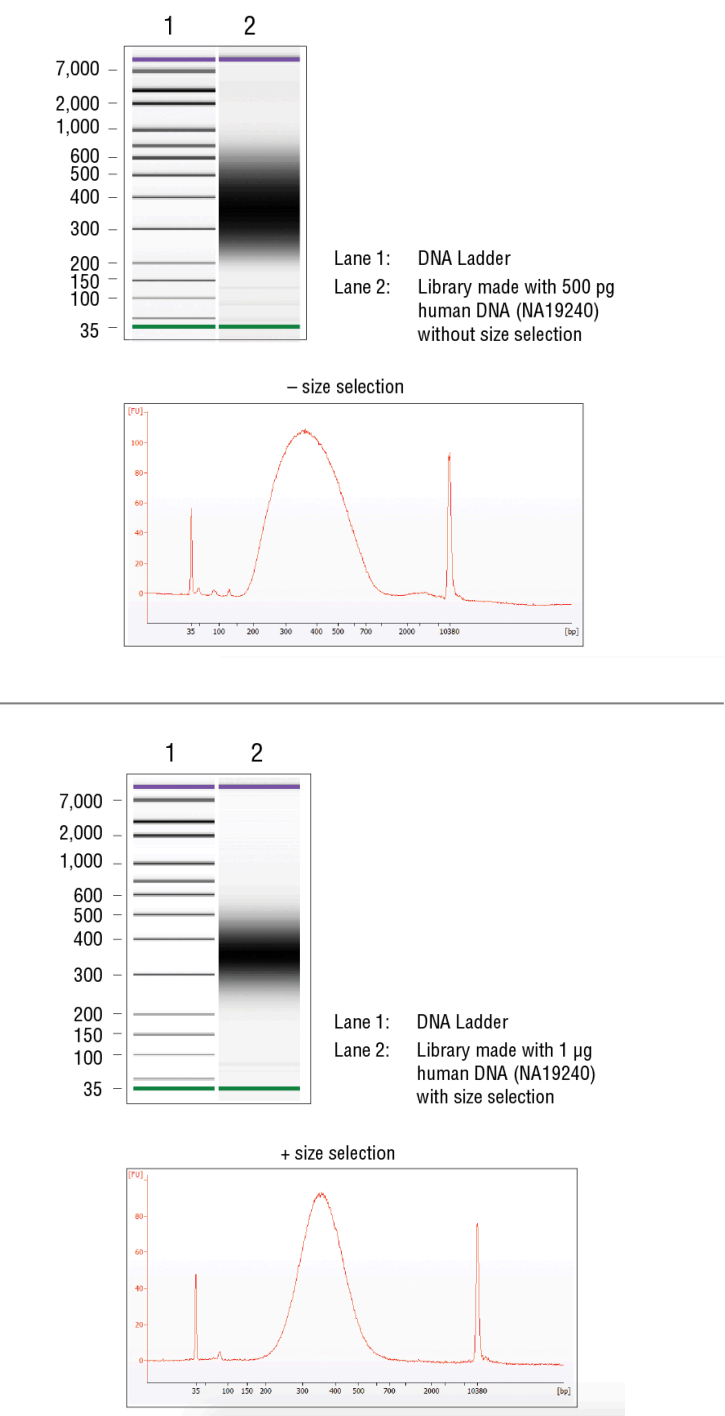 1 2
7,000
2,000
1,000
600
500
400
300
200
150
100
35
Lane 1: DNA Ladder
Lane 2: Library made with 500 pg
human DNA (NA19240)
without size selection
– size selection
[FU]
100
80
60
40
20
0
35 100 200 300 400 500 700 2000 10380 [bp]
1 2
7,000
2,000
1,000
600
500
400
300
200
150
100
35
Lane 1: DNA Ladder
Lane 2: Library made with 1 µg
human DNA (NA19240)
with size selection
+ size selection
[FU]
80
60
40
20
0
35 100 150 200 300 400 500 700 2000 10380 [bp]